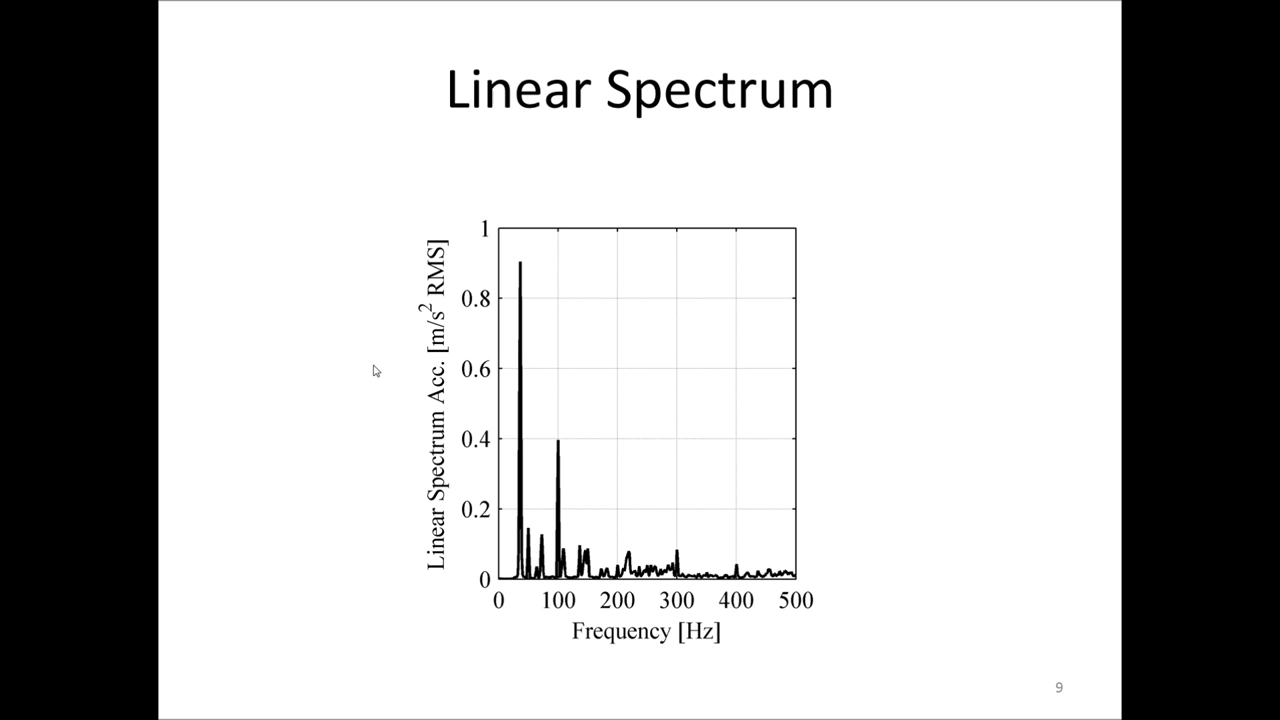 Linear Spectrum
Linear Spectrum Acc. [m/s² RMS]
1
0.8
0.6
0.4
0.2
0
0 100 200 300 400 500
Frequency [Hz]
9